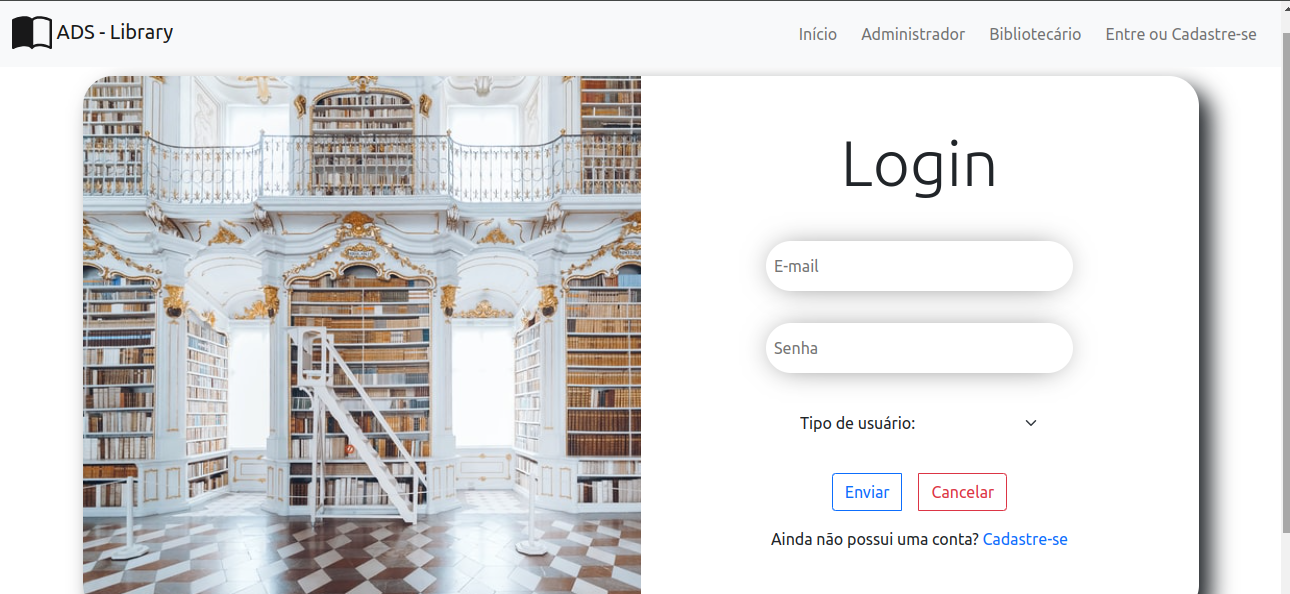 ADS - Library
Início Administrador Bibliotecário Entre ou Cadastre-se
Login
E-mail
Senha
Tipo de usuário:
Enviar Cancelar
Ainda não possui uma conta? Cadastre-se